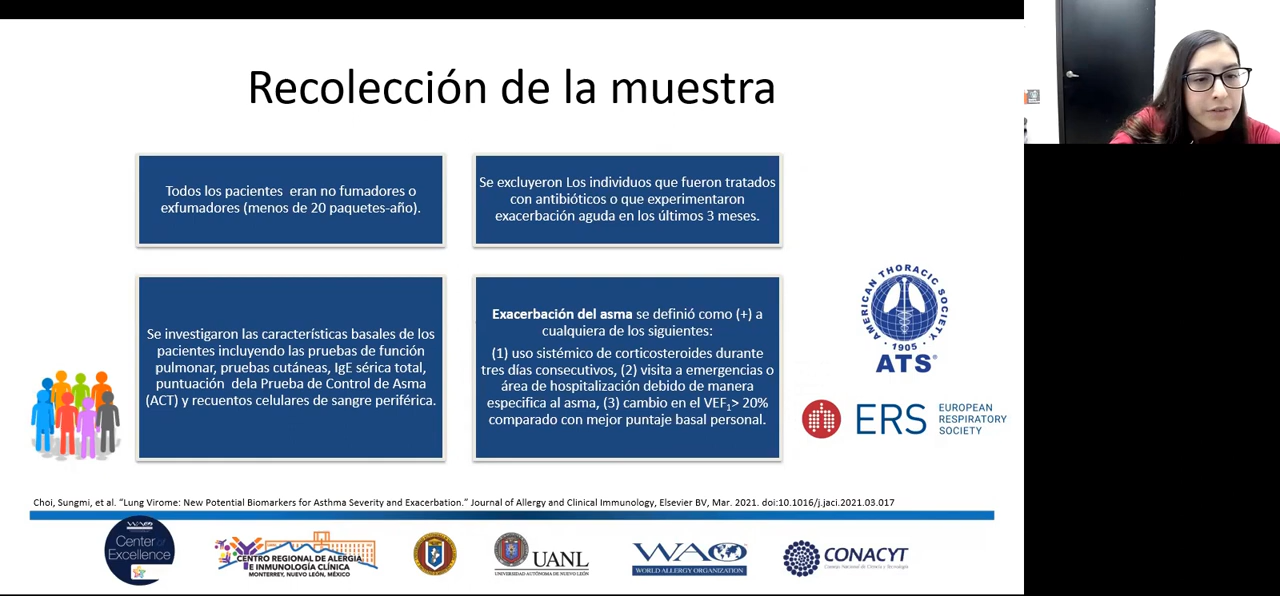 Recolección de la muestra
Todos los pacientes eran no fumadores o
exfumadores (menos de 20 paquetes-año).
Se excluyeron Los individuos que fueron tratados
con antibióticos o que experimentaron
exacerbación aguda en los últimos 3 meses.
Se investigaron las características basales de los
pacientes incluyendo las pruebas de función
pulmonar, pruebas cutáneas, IgE sérica total,
puntuación dela Prueba de Control de Asma
(ACT) y recuentos celulares de sangre periférica.
Exacerbación del asma se definió como (+) a
cualquiera de los siguientes:
(1) uso sistémico de corticosteroides durante
tres días consecutivos, (2) visita a emergencias o
área de hospitalización debido de manera
especifica al asma, (3) cambio en el VEF₁> 20%
comparado con mejor puntaje basal personal.
AMERICAN THORACIC SOCIETY
· 1905 ·
ATS®
ERS
EUROPEAN
RESPIRATORY
SOCIETY
Choi, Sungmi, et al. “Lung Virome: New Potential Biomarkers for Asthma Severity and Exacerbation.” Journal of Allergy and Clinical Immunology, Elsevier BV, Mar. 2021. doi:10.1016/j.jaci.2021.03.017
Center of
Excellence
CENTRO REGIONAL DE ALERGIA
E INMUNOLOGÍA CLÍNICA
MONTERREY, NUEVO LEÓN, MÉXICO
UANL
UNIVERSIDAD AUTÓNOMA DE NUEVO LEÓN
WAO
WORLD ALLERGY ORGANIZATION
CONACYT
Consejo Nacional de Ciencia y Tecnología